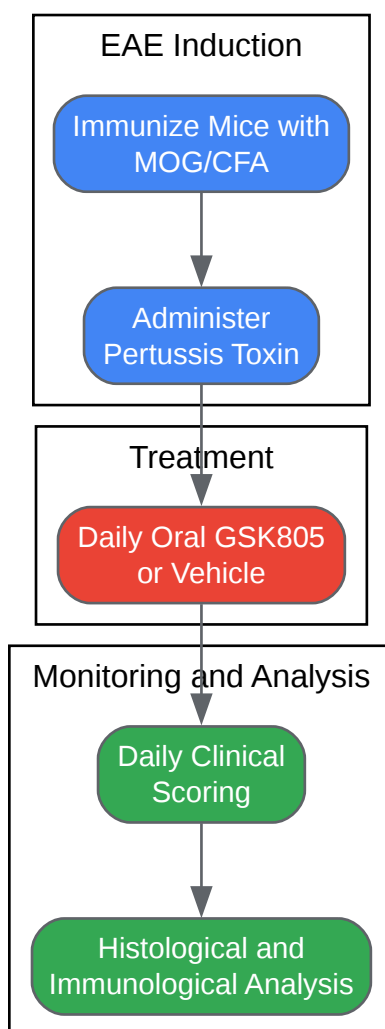 EAE Induction
Immunize Mice with
MOG/CFA
Administer
Pertussis Toxin
Treatment
Daily Oral GSK805
or Vehicle
Monitoring and Analysis
Daily Clinical
Scoring
Histological and
Immunological Analysis